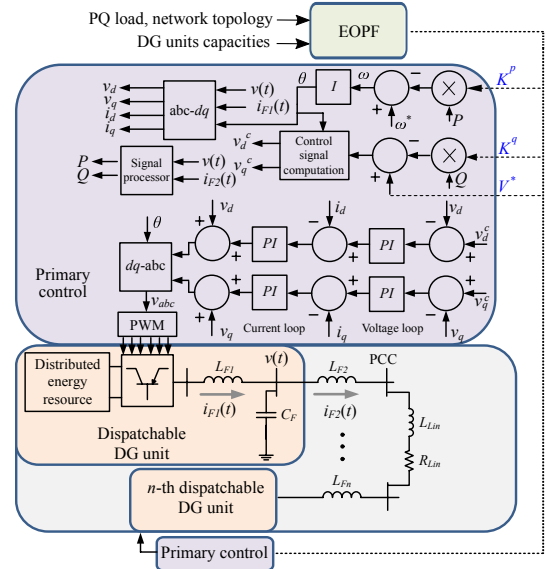 PQ load, network topology
DG units capacities
EOPF
v_d
v_q
i_d
i_q
abc-dq
v(t)
i_F1(t)
θ
I
ω
−
+
ω*
×
P
K^p
P
Q
Signal
processor
v(t)
i_F2(t)
v_d^c
v_q^c
Control
signal
computation
−
+
×
Q
K^q
V*
θ
v_d
i_d
v_d
dq-abc
+
+
PI
−
+
PI
−
+
v_d^c
+
+
PI
+
−
PI
+
−
v_q^c
Primary
control
v_abc
v_q
Current loop
i_q
Voltage loop
v_q
PWM
Distributed
energy
resource
L_F1
v(t)
L_F2
PCC
i_F1(t)
C_F
i_F2(t)
L_Lin
R_Lin
Dispatchable
DG unit
n-th dispatchable
DG unit
L_Fn
Primary control